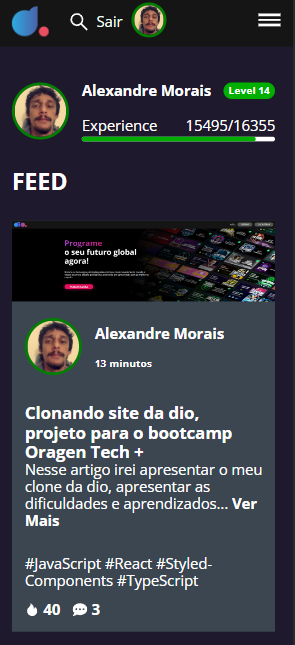 Sair
Alexandre Morais
Level 14
Experience
15495/16355
FEED
Programe
o seu futuro global
agora!
Alexandre Morais
13 minutos
Clonando site da dio,
projeto para o bootcamp
Oragen Tech +
Nesse artigo irei apresentar o meu
clone da dio, apresentar as
dificuldades e aprendizados... Ver
Mais
#JavaScript #React #Styled-
Components #TypeScript
40
3